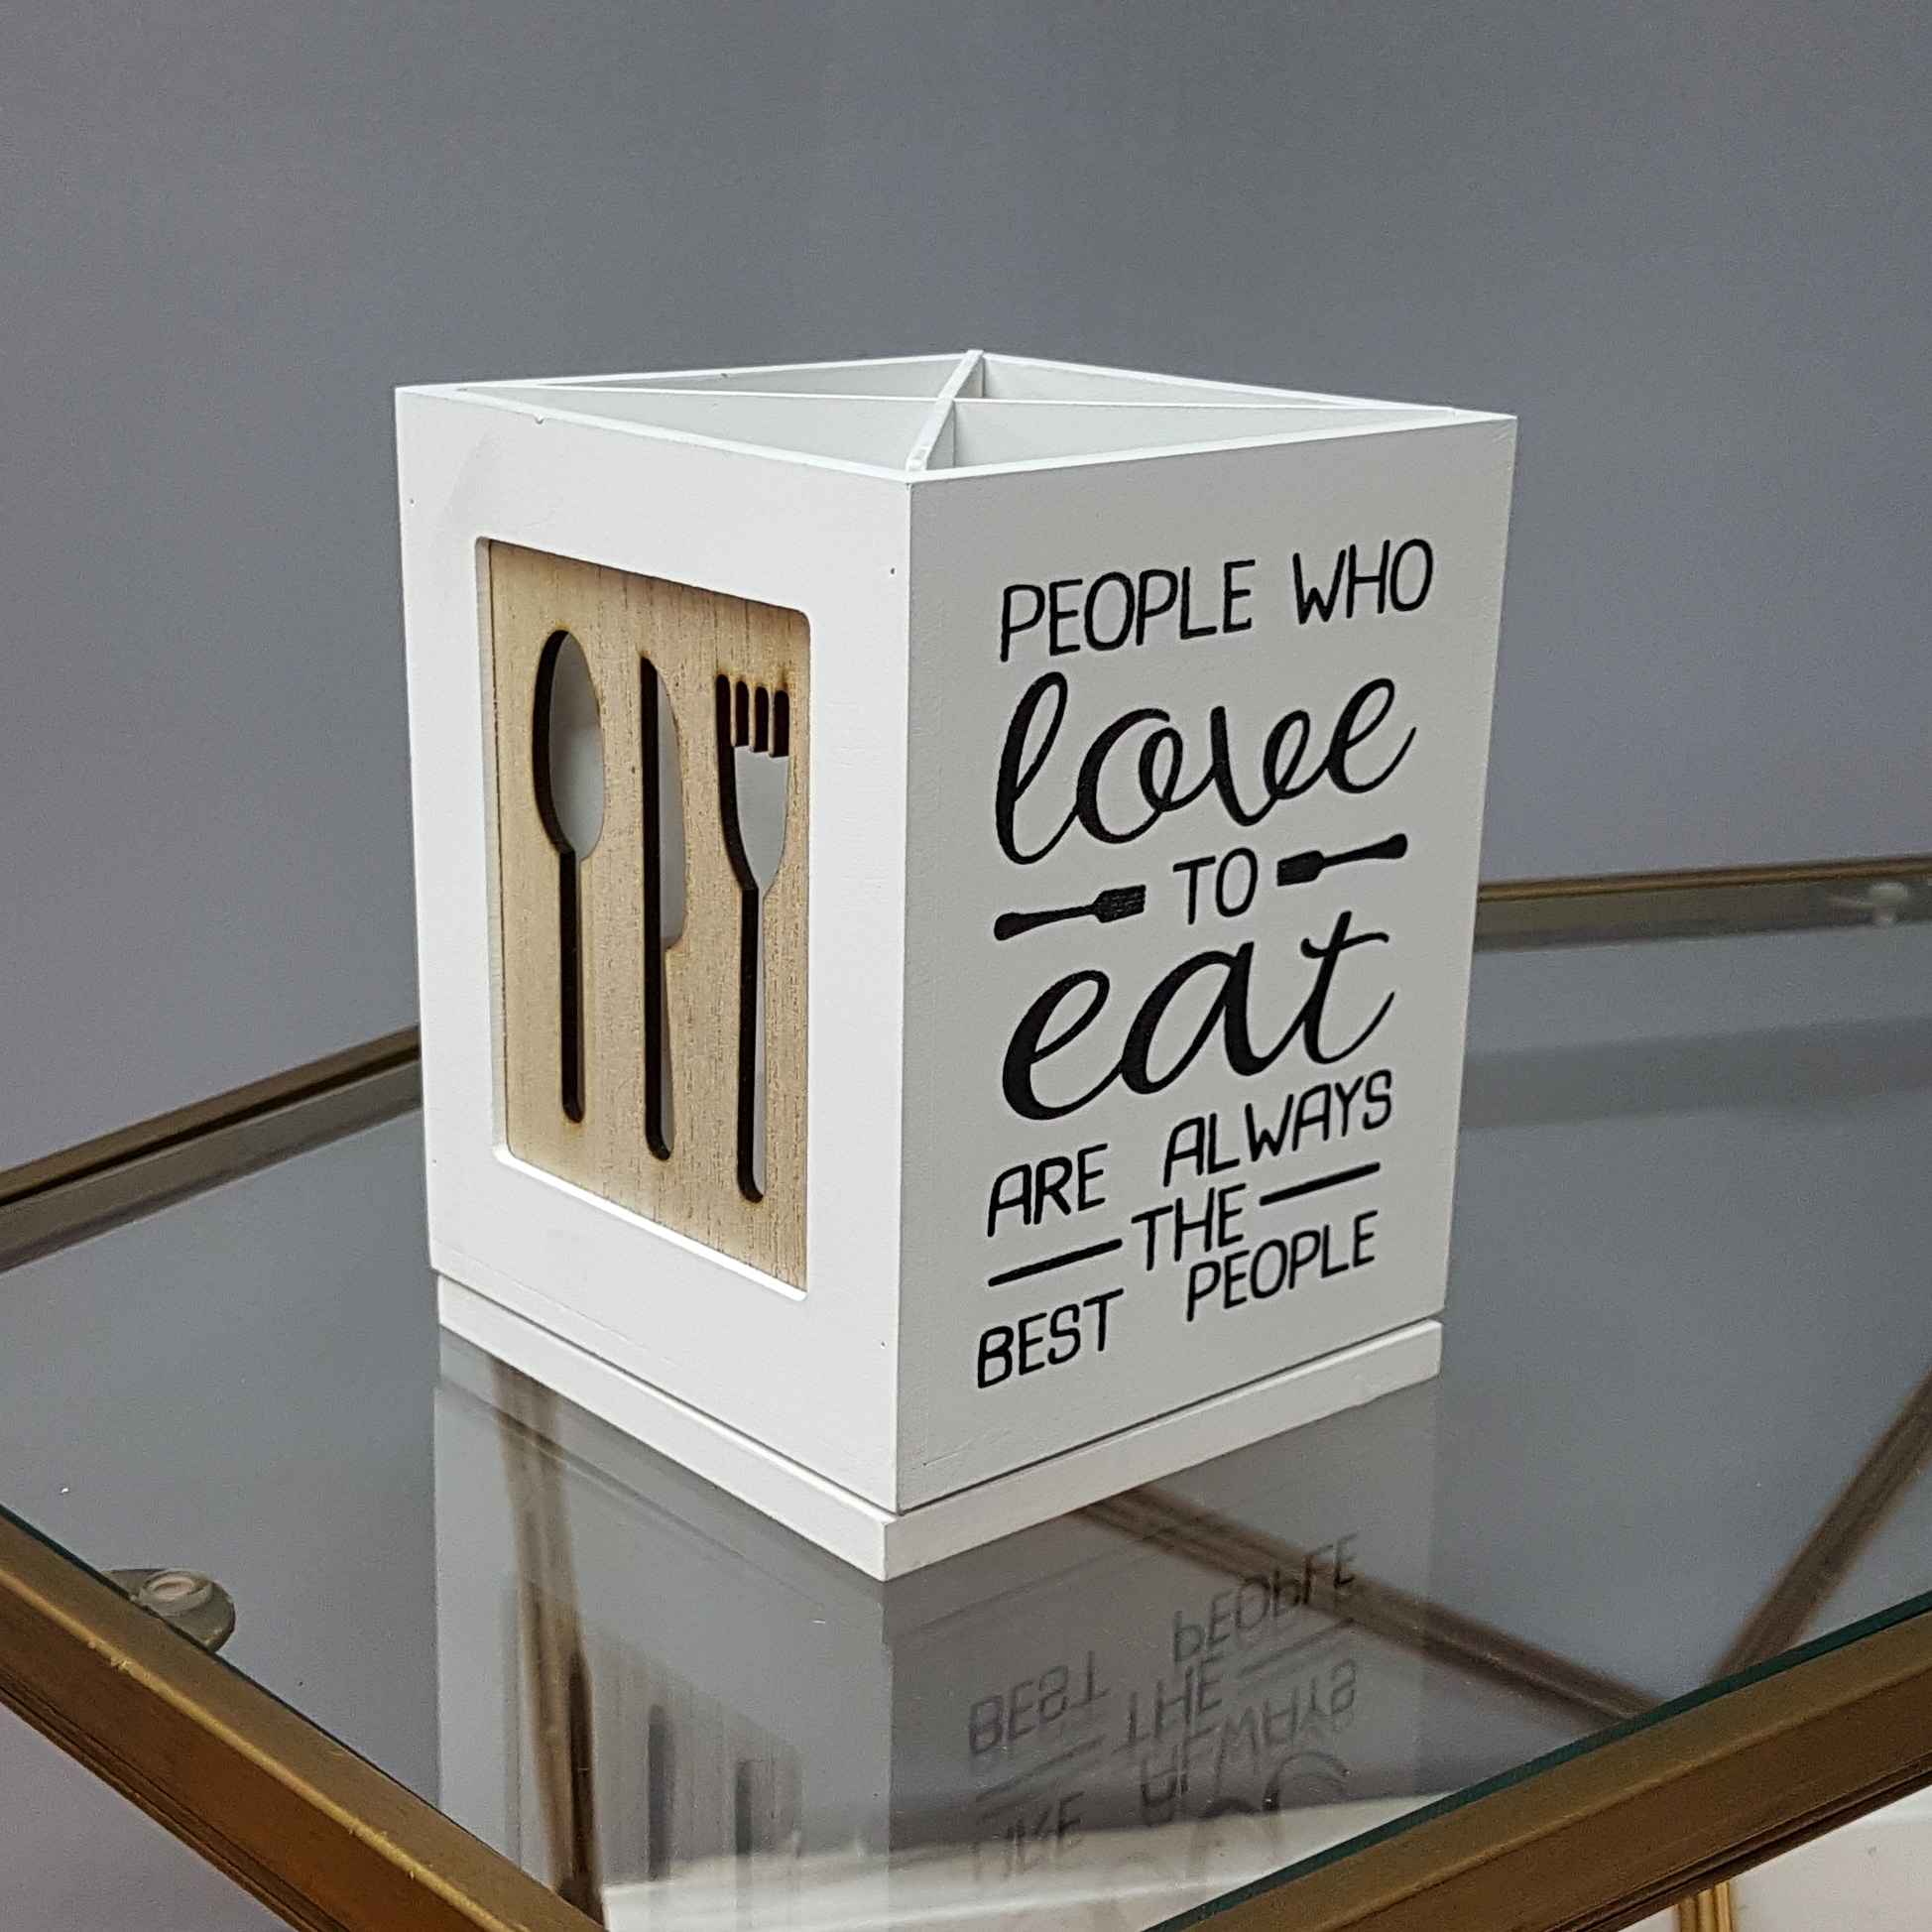 PEOPLE WHO
love
TO
eat
ARE ALWAYS
THE
BEST PEOPLE